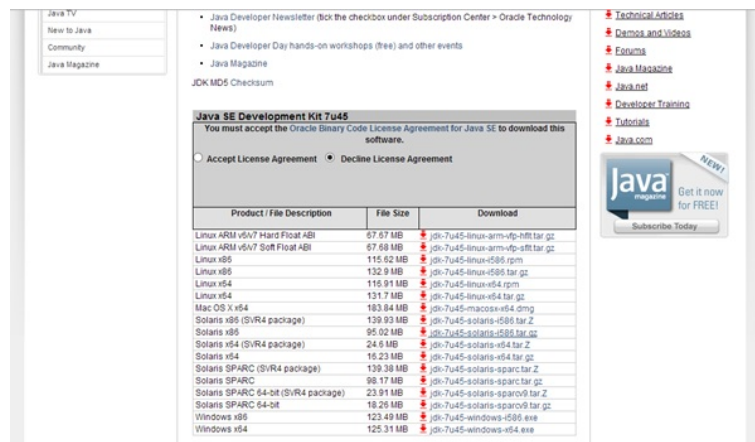 Java TV
New to Java
Community
Java Magazine
Java Developer Newsletter (tick the checkbox under Subscription Center > Oracle Technology
News)
Java Developer Day hands-on workshops (free) and other events
Java Magazine
JDK MD5 Checksum
Java SE Development Kit 7u45
You must accept the Oracle Binary Code License Agreement for Java SE to download this
software.
Accept License Agreement Decline License Agreement
Product / File Description File Size Download
Linux ARM v6/v7 Hard Float ABI 67.67 MB jdk-7u45-linux-arm-vfp-hflt.tar.gz
Linux ARM v6/v7 Soft Float ABI 67.68 MB jdk-7u45-linux-arm-vfp-sflt.tar.gz
Linux x86 115.62 MB jdk-7u45-linux-i586.rpm
Linux x86 132.9 MB jdk-7u45-linux-i586.tar.gz
Linux x64 116.91 MB jdk-7u45-linux-x64.rpm
Linux x64 131.7 MB jdk-7u45-linux-x64.tar.gz
Mac OS X x64 183.84 MB jdk-7u45-macosx-x64.dmg
Solaris x86 (SVR4 package) 139.93 MB jdk-7u45-solaris-i586.tar.Z
Solaris x86 95.02 MB jdk-7u45-solaris-i586.tar.gz
Solaris x64 (SVR4 package) 24.6 MB jdk-7u45-solaris-x64.tar.Z
Solaris x64 16.23 MB jdk-7u45-solaris-x64.tar.gz
Solaris SPARC (SVR4 package) 139.38 MB jdk-7u45-solaris-sparc.tar.Z
Solaris SPARC 98.17 MB jdk-7u45-solaris-sparc.tar.gz
Solaris SPARC 64-bit (SVR4 package) 23.91 MB jdk-7u45-solaris-sparcv9.tar.Z
Solaris SPARC 64-bit 18.26 MB jdk-7u45-solaris-sparcv9.tar.gz
Windows x86 123.49 MB jdk-7u45-windows-i586.exe
Windows x64 125.31 MB jdk-7u45-windows-x64.exe
Technical Articles
Demos and Videos
Forums
Java Magazine
Java.net
Developer Training
Tutorials
Java.com
NEW!
Java
magazine
Get it now
for FREE!
Subscribe Today